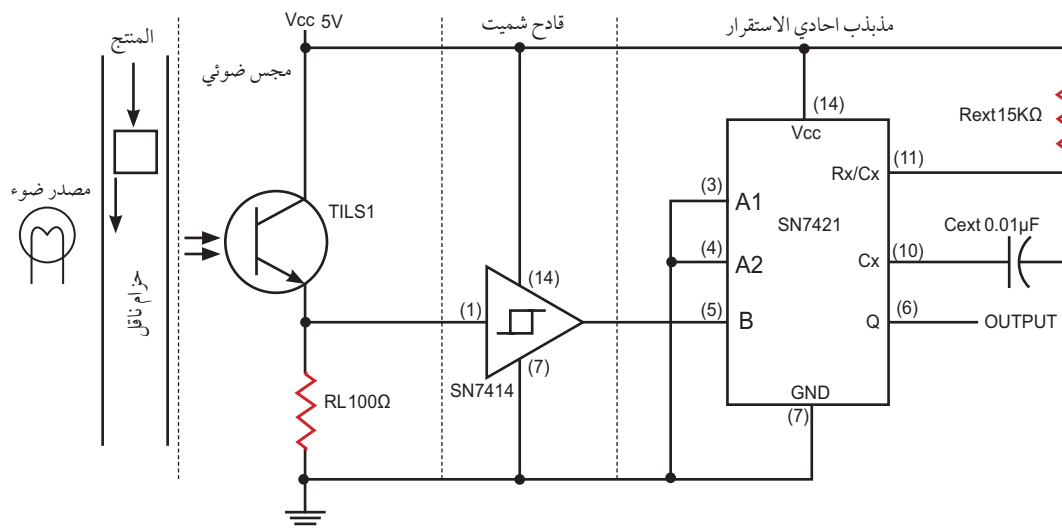 Vcc 5V
المنتج
مجس ضوئي
قادح شميت
مذبذب احادي الاستقرار
مصدر ضوء
حزام ناقل
TILS1
RL100Ω
(1)
(14)
(7)
SN7414
(14)
Vcc
(3)
A1
(4)
A2
(5)
B
SN7421
Rx/Cx
(11)
Cx
(10)
Q
(6)
GND
(7)
Rext15KΩ
Cext 0.01µF
OUTPUT